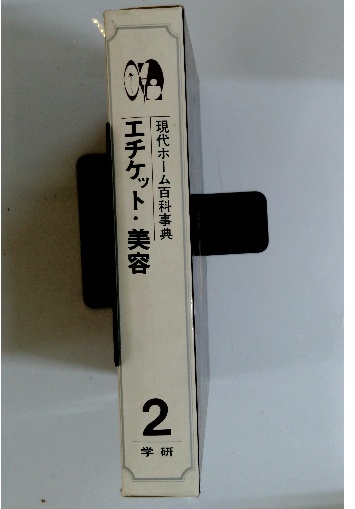 現代ホーム百科事典
エチケット・美容
2
学研